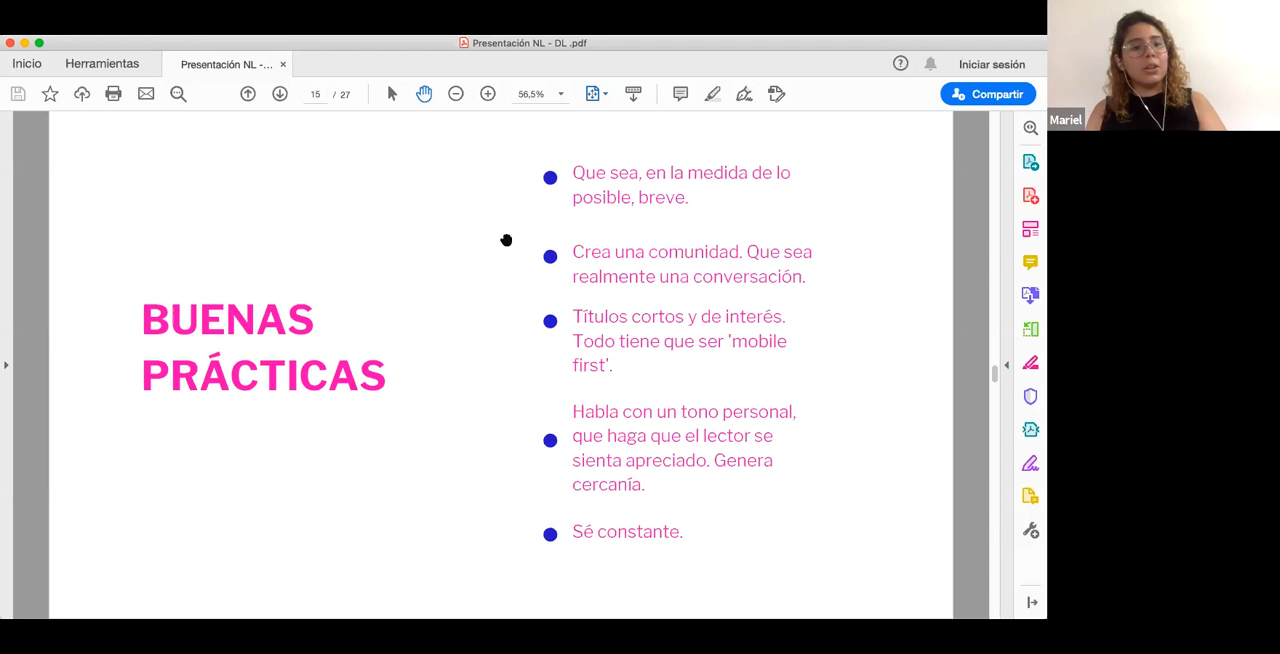 Presentación NL - DL .pdf
Inicio
Herramientas
Presentación NL -... ×
Iniciar sesión
15 / 27
56,5%
Compartir
Mariel
BUENAS
PRÁCTICAS
Que sea, en la medida de lo
posible, breve.
Crea una comunidad. Que sea
realmente una conversación.
Títulos cortos y de interés.
Todo tiene que ser 'mobile
first'.
Habla con un tono personal,
que haga que el lector se
sienta apreciado. Genera
cercanía.
Sé constante.